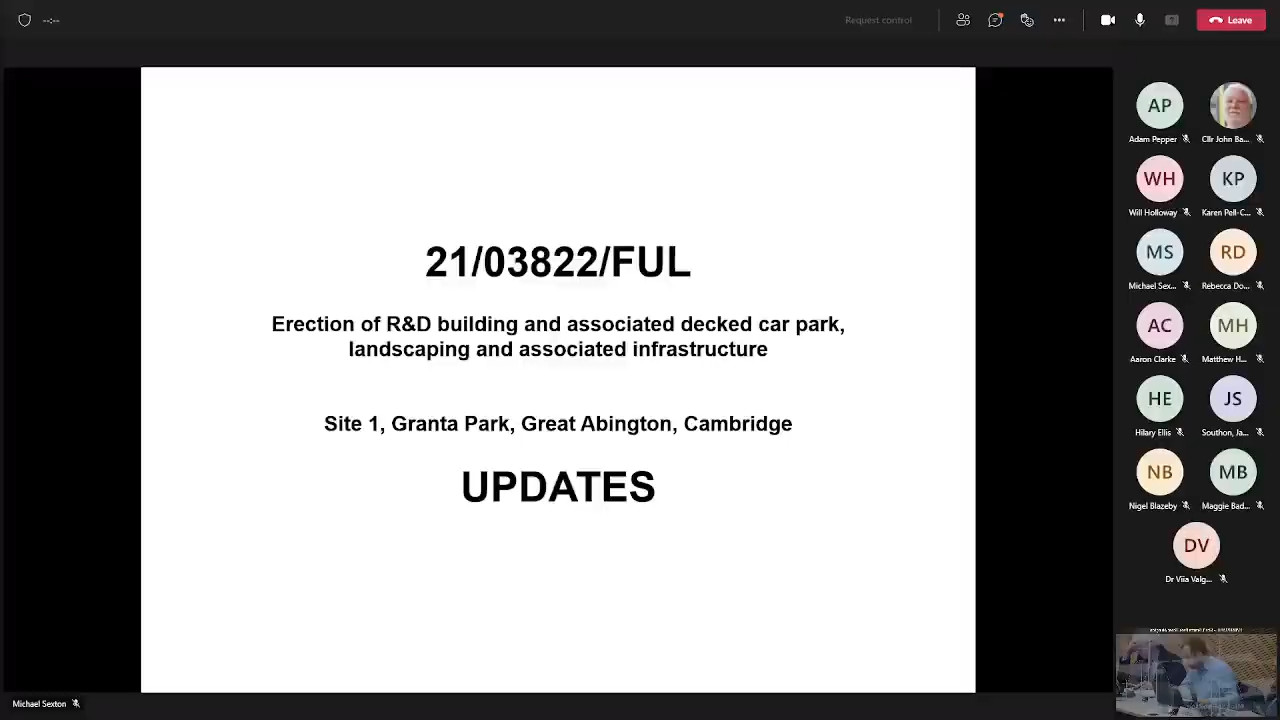 --:--
Request control
Leave
21/03822/FUL
Erection of R&D building and associated decked car park,
landscaping and associated infrastructure
Site 1, Granta Park, Great Abington, Cambridge
UPDATES
AP
Adam Pepper
Cllr John Ba...
WH
KP
Will Holloway
Karen Pell-C...
MS
RD
Michael Sex...
Rebecca Do...
AC
MH
Aaron Clarke
Matthew H...
HE
JS
Hilary Ellis
Southon, Ja...
NB
MB
Nigel Blazeby
Maggie Bad...
DV
Dr Viia Valg...
Michael Sexton